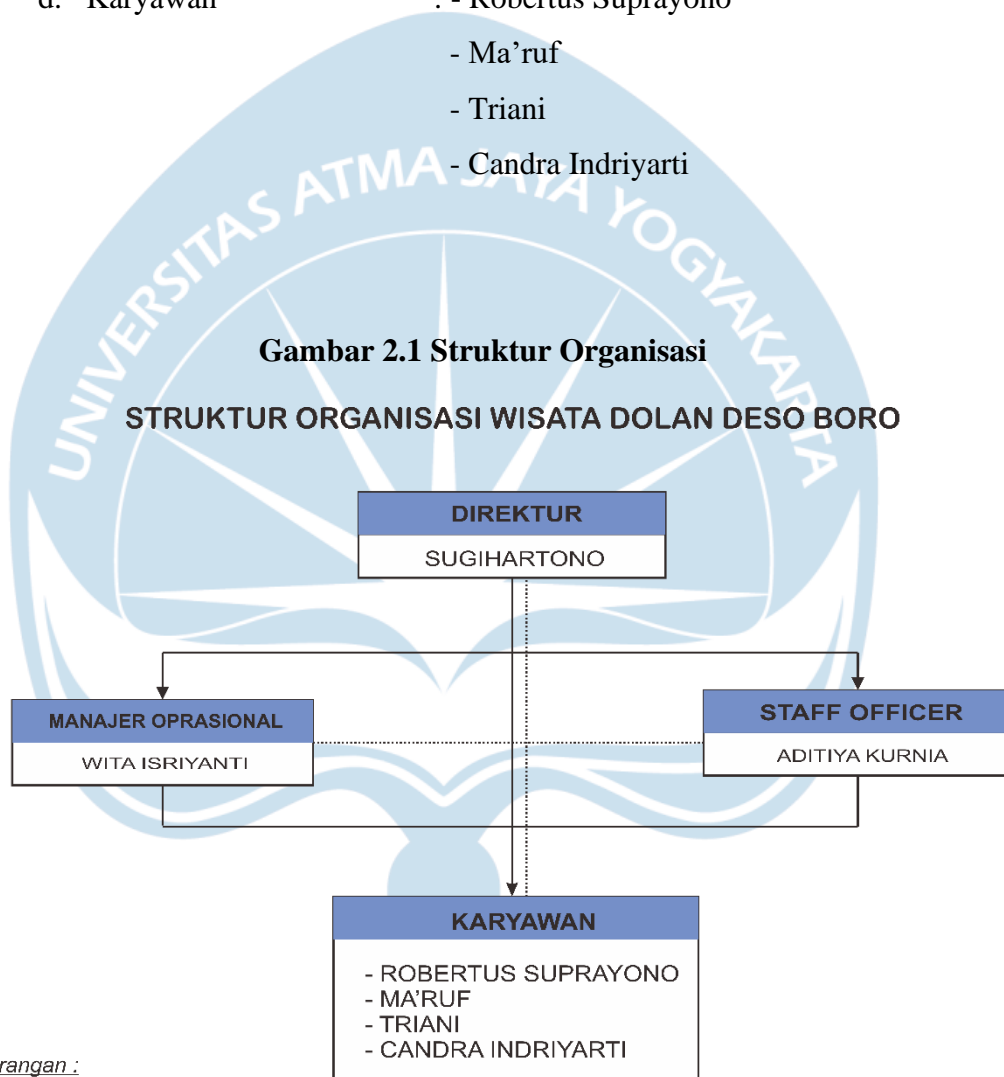 d. Karyawan : - Robertus Suprayono
- Ma’ruf
- Triani
- Candra Indriyarti
UNIVERSITAS ATMA JAYA YOGYAKARTA
Gambar 2.1 Struktur Organisasi
STRUKTUR ORGANISASI WISATA DOLAN DESO BORO
DIREKTUR
SUGIHARTONO
MANAJER OPRASIONAL
WITA ISRIYANTI
STAFF OFFICER
ADITIYA KURNIA
KARYAWAN
- ROBERTUS SUPRAYONO
- MA’RUF
- TRIANI
- CANDRA INDRIYARTI
rangan :